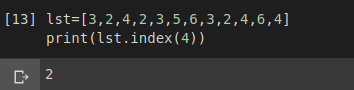 [13] lst=[3,2,4,2,3,5,6,3,2,4,6,4]
print(lst.index(4))
2